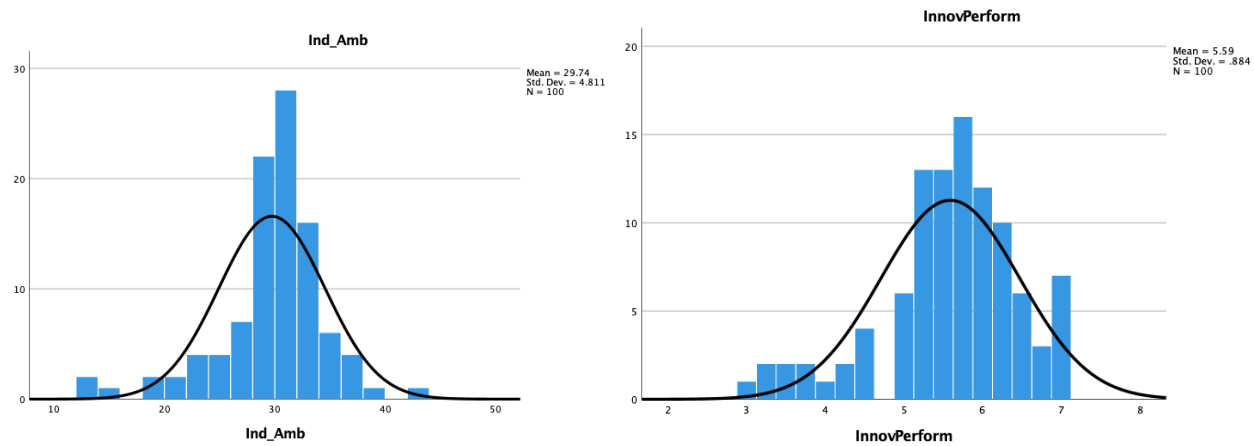 Ind_Amb
Mean = 29.74
Std. Dev. = 4.811
N = 100
30
20
10
0
10 20 30 40 50
Ind_Amb
InnovPerform
Mean = 5.59
Std. Dev. = .884
N = 100
20
15
10
5
0
2 3 4 5 6 7 8
InnovPerform